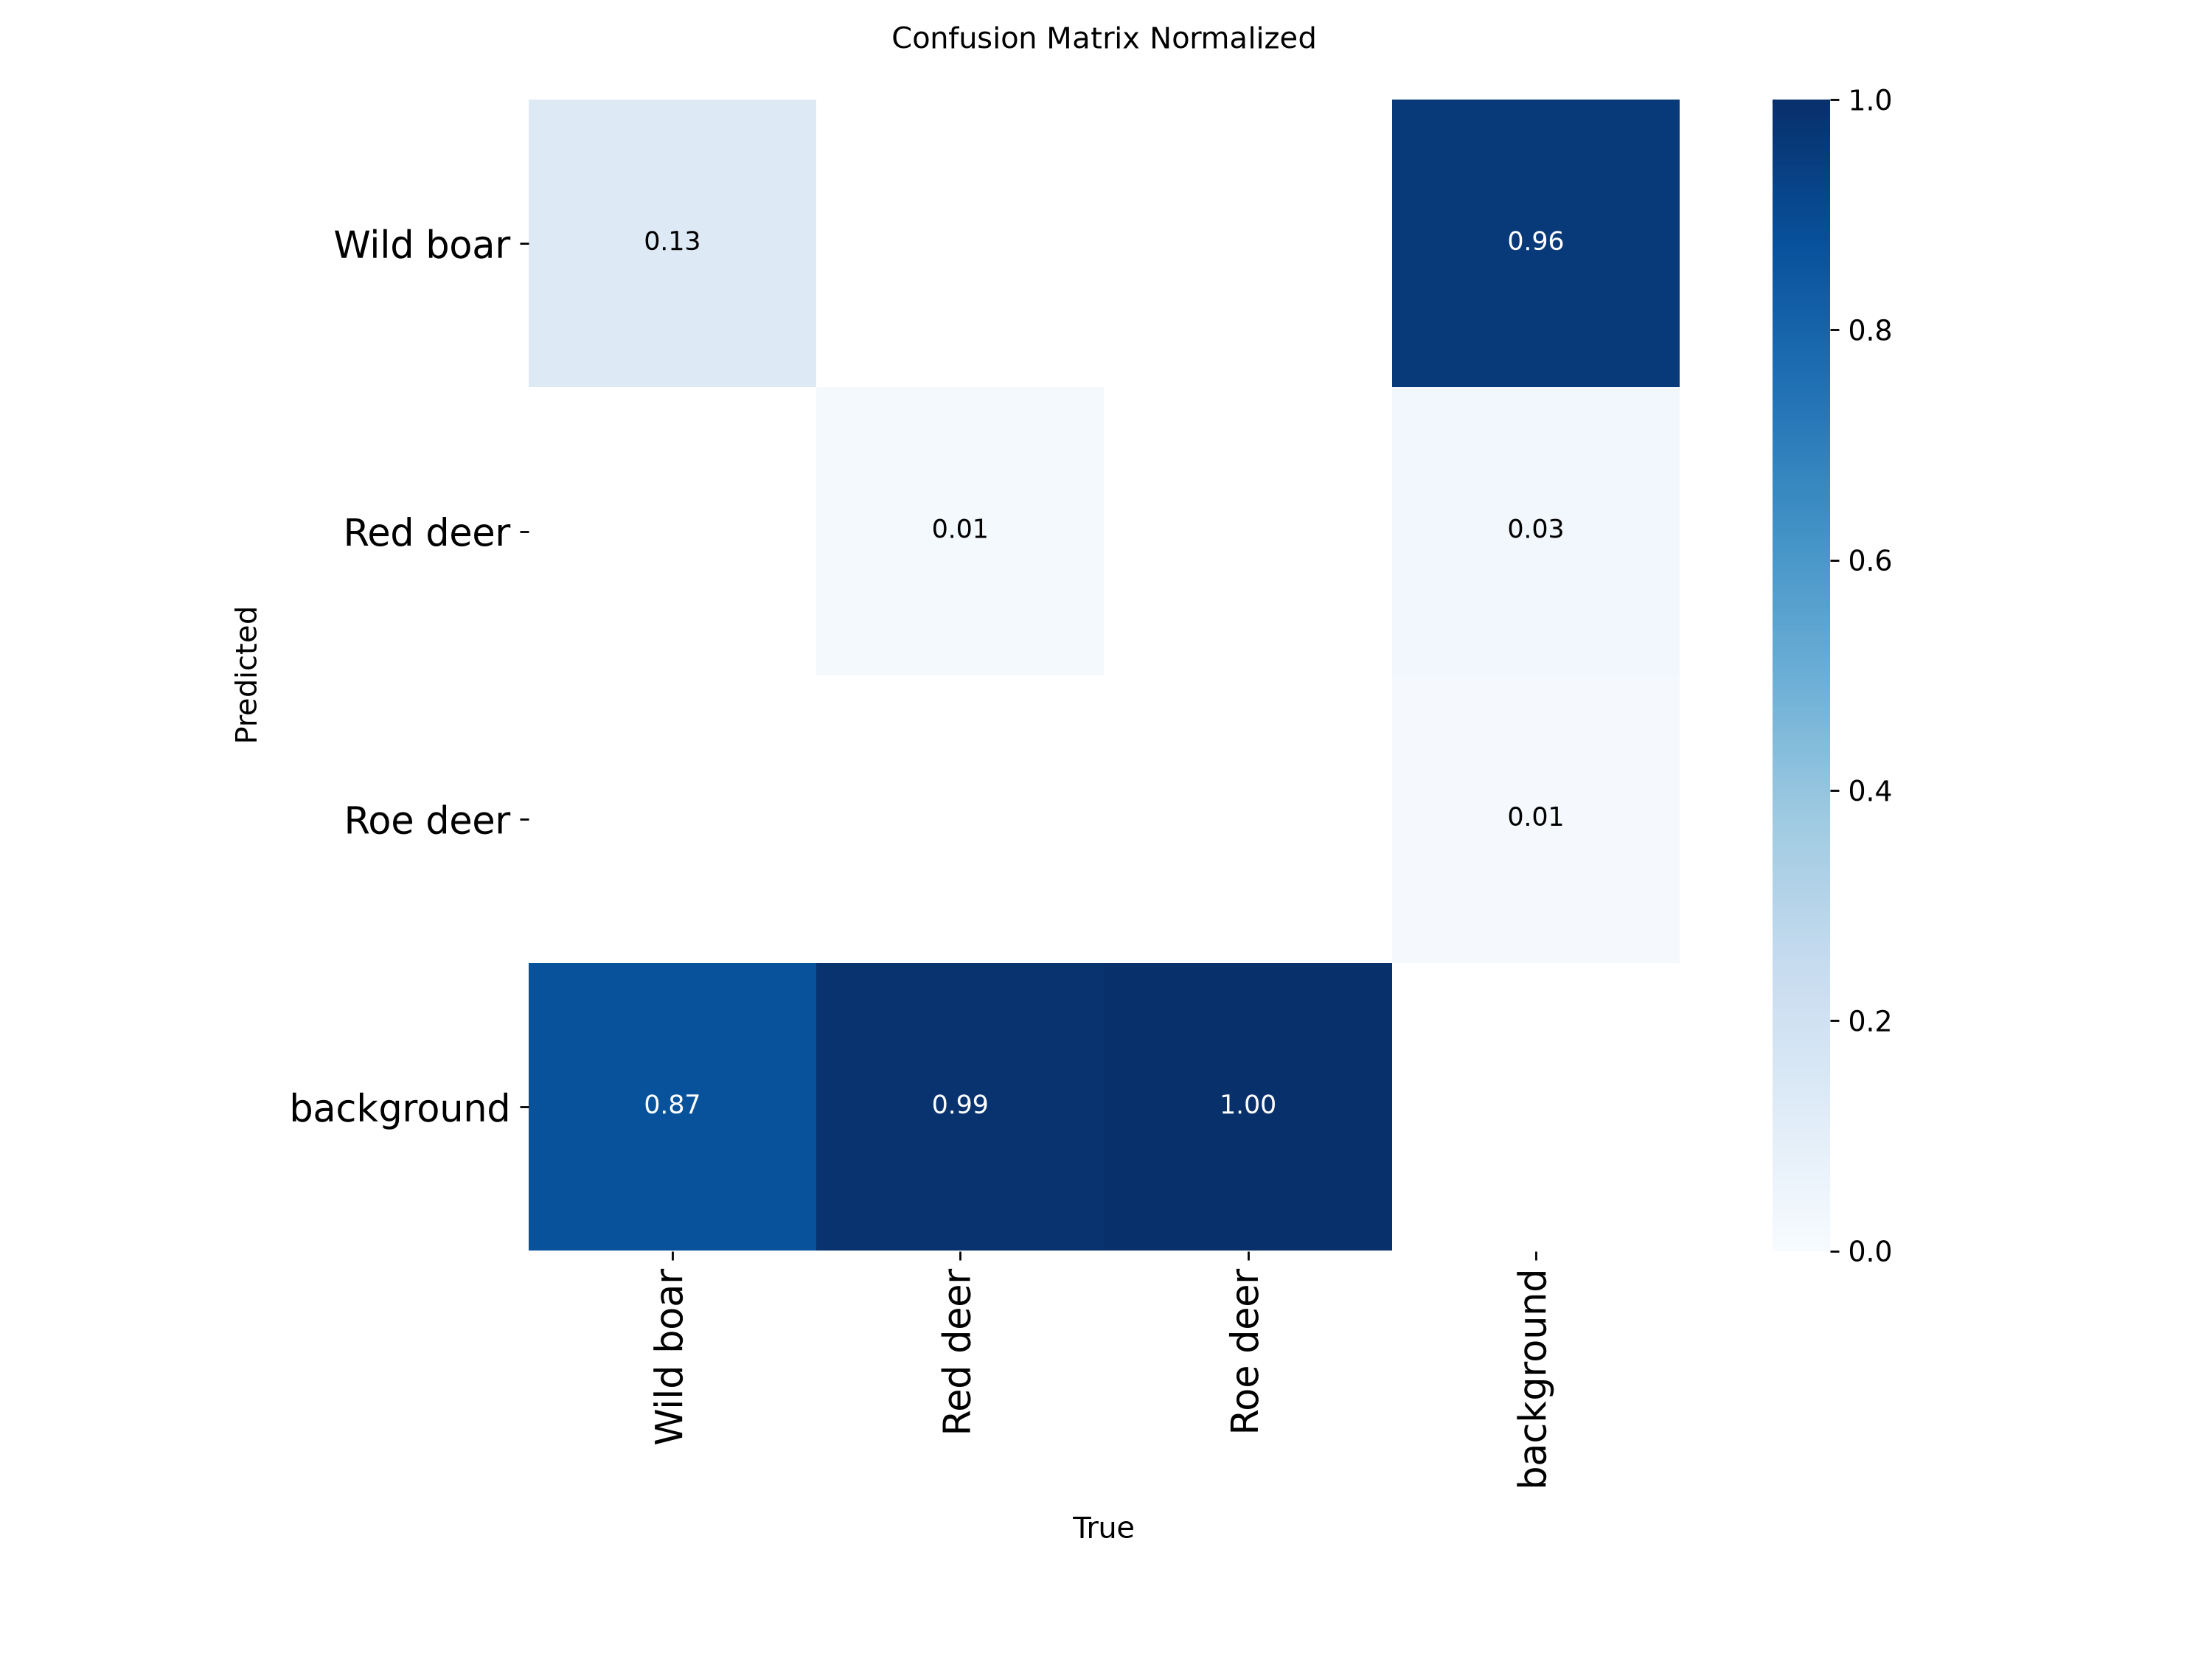 Confusion Matrix Normalized
Wild boar
0.13
0.96
Red deer
0.01
0.03
Roe deer
0.01
background
0.87
0.99
1.00
Predicted
Wild boar
Red deer
Roe deer
background
True
1.0
0.8
0.6
0.4
0.2
0.0